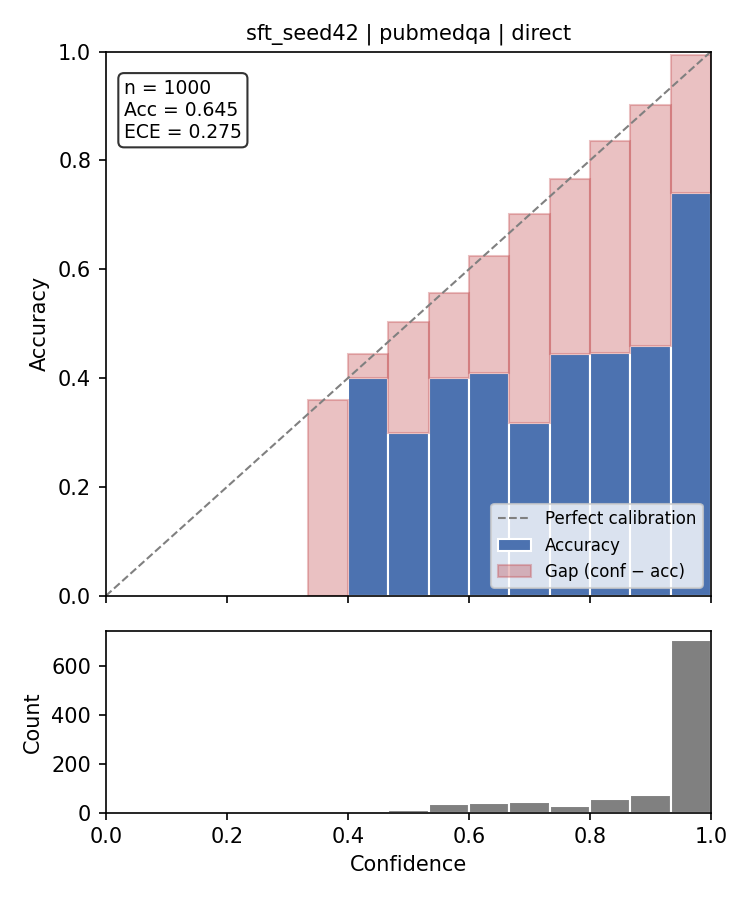 sft_seed42 | pubmedqa | direct
n = 1000
Acc = 0.645
ECE = 0.275
1.0
0.8
0.6
0.4
0.2
0.0
Accuracy
Perfect calibration
Accuracy
Gap (conf − acc)
600
400
200
0
Count
0.0 0.2 0.4 0.6 0.8 1.0
Confidence